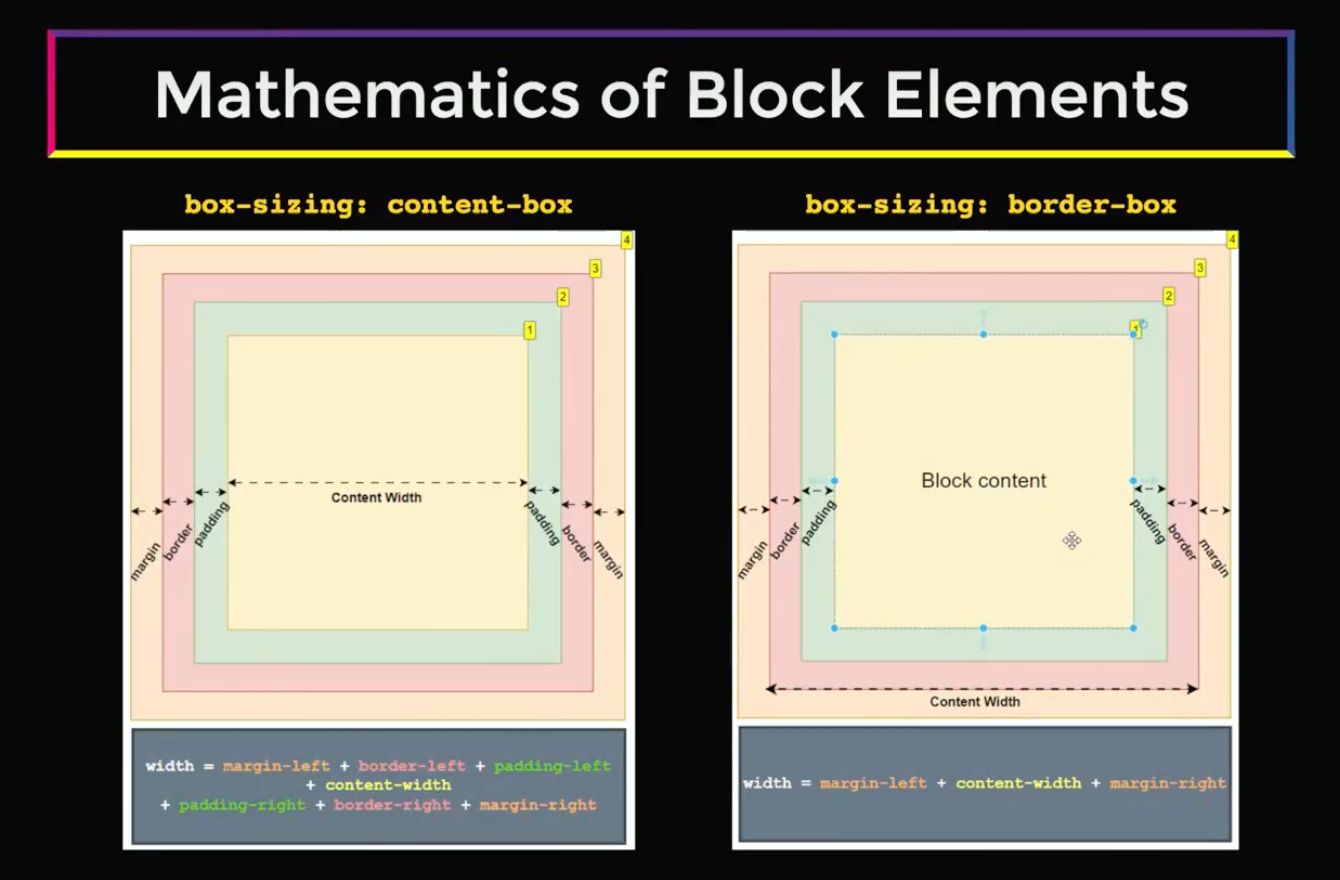 Mathematics of Block Elements
box-sizing: content-box
4
3
2
1
Content Width
margin
border
padding
padding
border
margin
width = margin-left + border-left + padding-left
+ content-width
+ padding-right + border-right + margin-right
box-sizing: border-box
4
3
2
1
Block content
margin
border
padding
padding
border
margin
Content Width
width = margin-left + content-width + margin-right